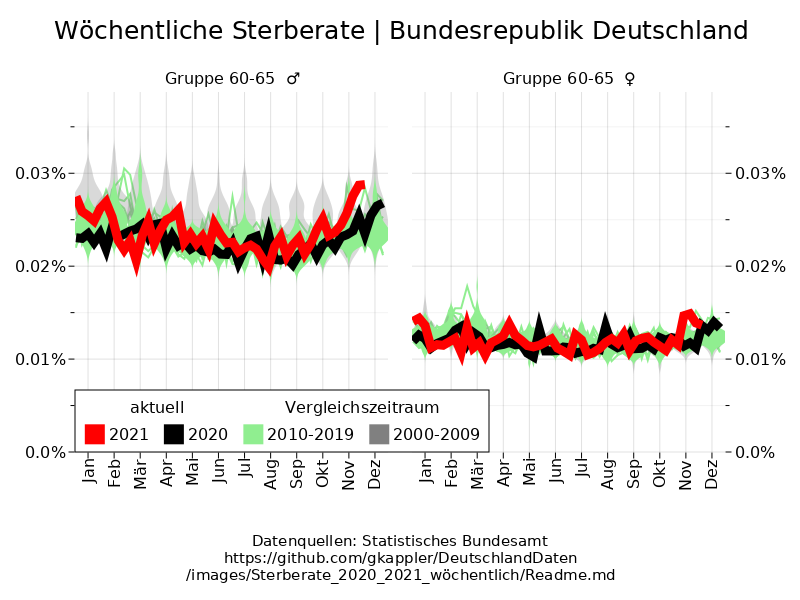 Wöchentliche Sterberate | Bundesrepublik Deutschland
Gruppe 60-65 ♂
Gruppe 60-65 ♀
0.03%
0.02%
0.01%
0.0%
0.03%
0.02%
0.01%
0.0%
aktuell Vergleichszeitraum
2021 2020 2010-2019 2000-2009
Jan Feb Mär Apr Mai Jun Jul Aug Sep Okt Nov Dez
Jan Feb Mär Apr Mai Jun Jul Aug Sep Okt Nov Dez
Datenquellen: Statistisches Bundesamt
https://github.com/gkappler/DeutschlandDaten
/images/Sterberate_2020_2021_wöchentlich/Readme.md